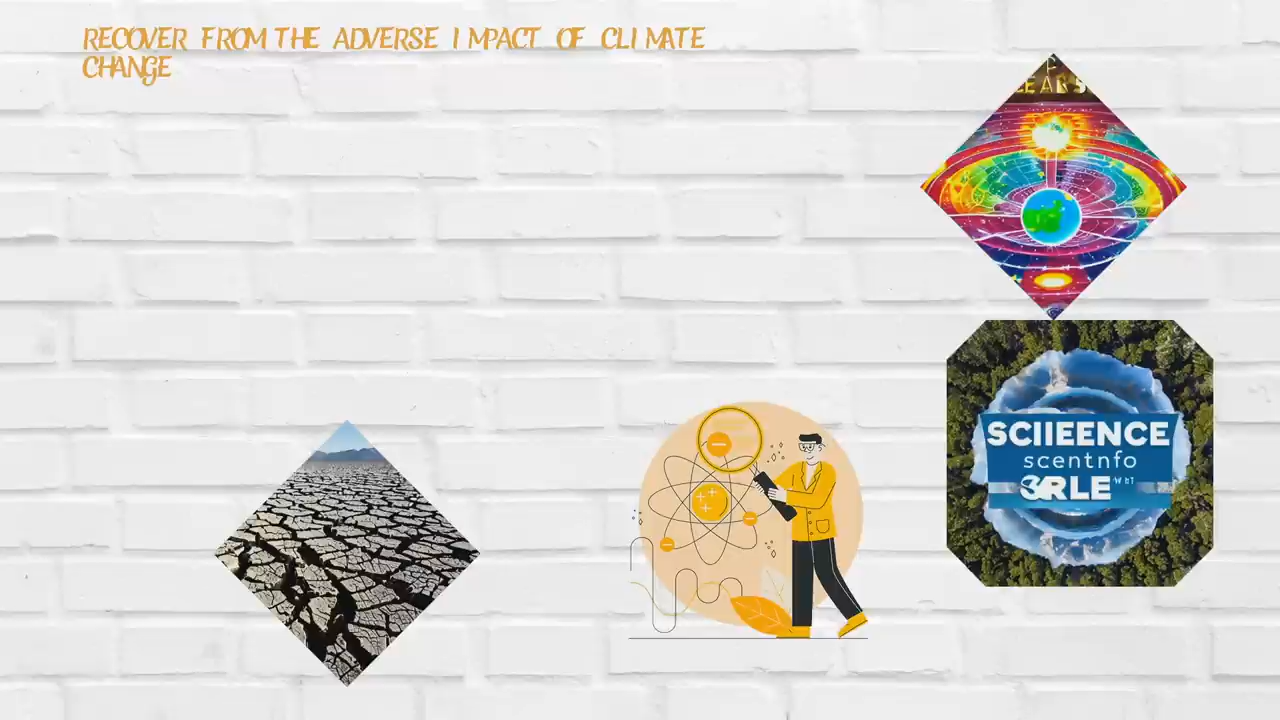 RECOVER FROM THE ADVERSE IMPACT OF CLIMATE
CHANGE
SCIIEENCE
scentnfo